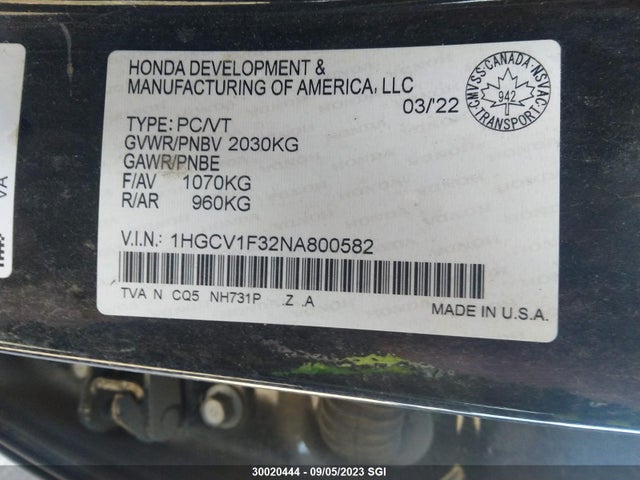 HONDA DEVELOPMENT &
MANUFACTURING OF AMERICA, LLC
03/'22
CMVSS·CANADA·NSVAC
942
TRANSPORT
TYPE: PC/VT
GVWR/PNBV 2030KG
GAWR/PNBE
F/AV 1070KG
R/AR 960KG
V.I.N.: 1HGCV1F32NA800582
TVA N CQ5 NH731P .Z .A
MADE IN U.S.A.
VA
30020444 - 09/05/2023 SGI